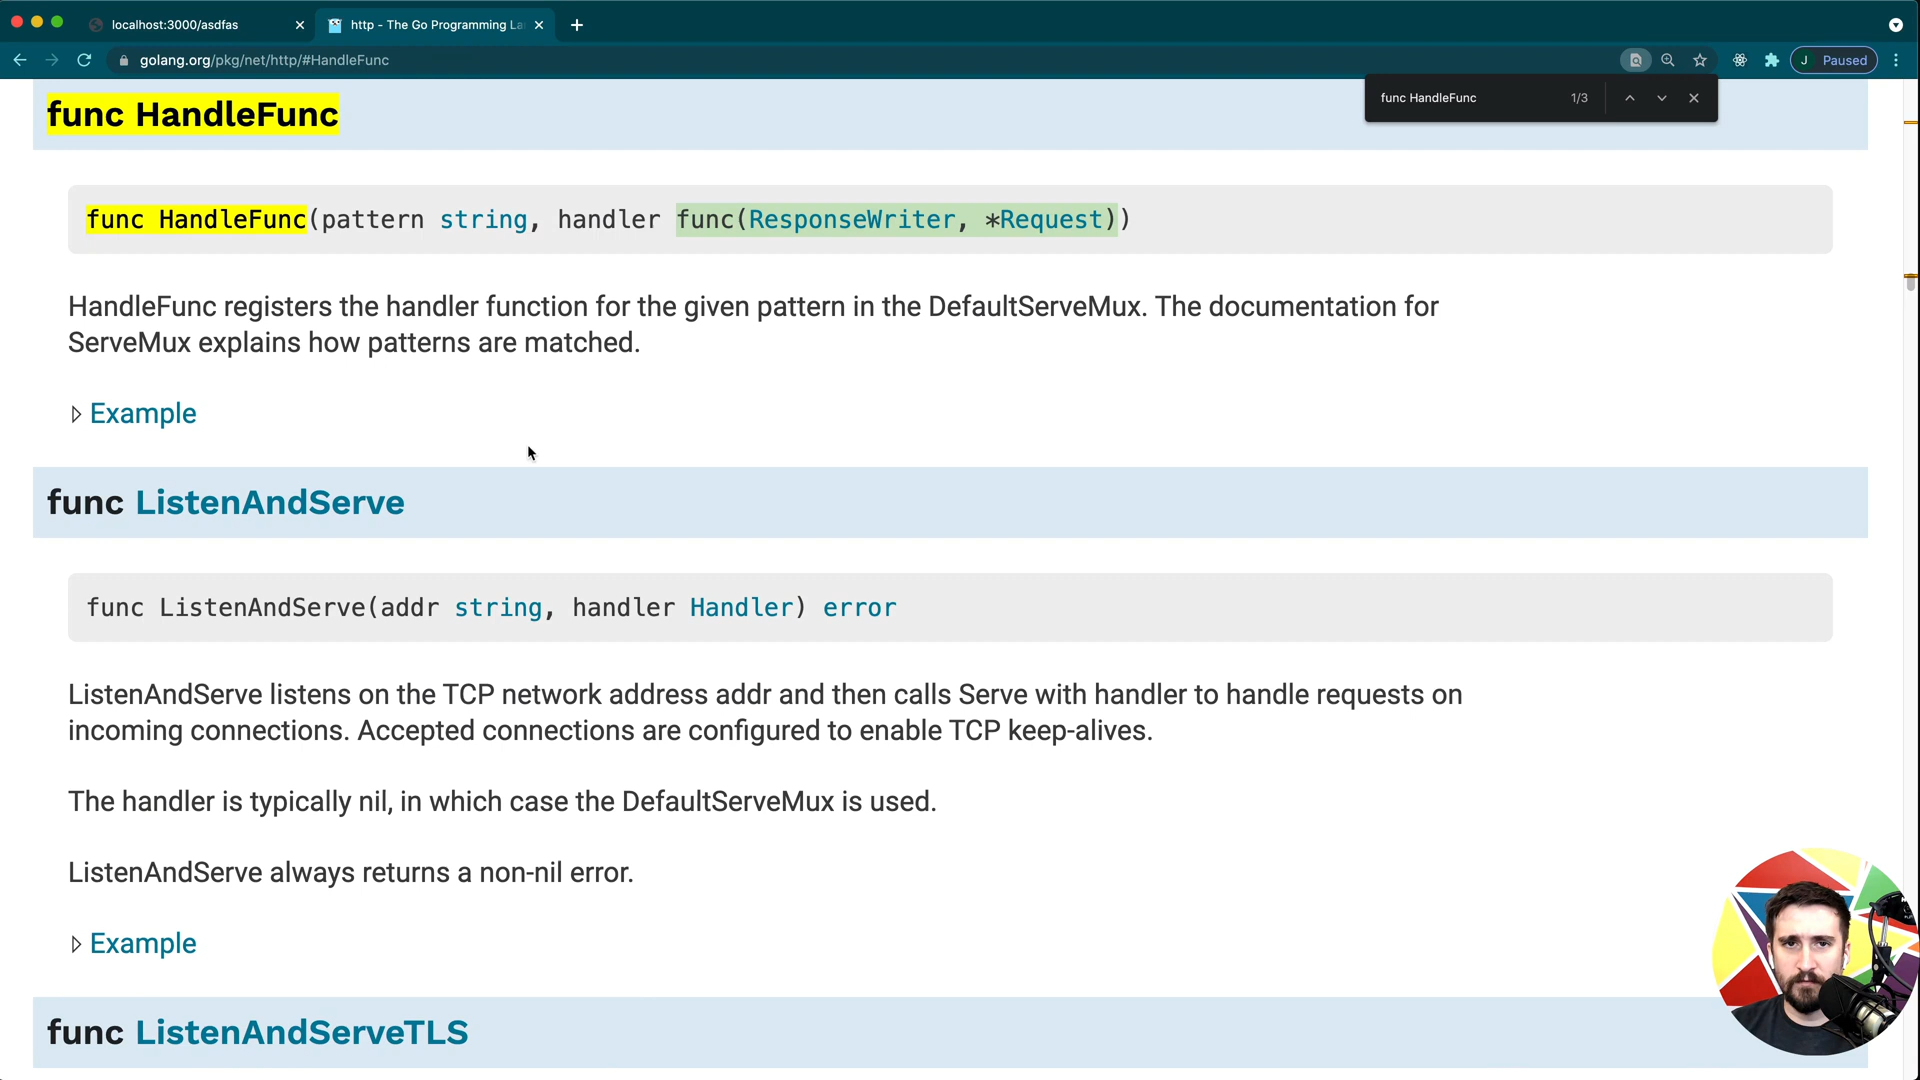 localhost:3000/asdfas
http - The Go Programming La
golang.org/pkg/net/http/#HandleFunc
J Paused
func HandleFunc 1/3
func HandleFunc
func HandleFunc(pattern string, handler func(ResponseWriter, *Request))
HandleFunc registers the handler function for the given pattern in the DefaultServeMux. The documentation for
ServeMux explains how patterns are matched.
Example
func ListenAndServe
func ListenAndServe(addr string, handler Handler) error
ListenAndServe listens on the TCP network address addr and then calls Serve with handler to handle requests on
incoming connections. Accepted connections are configured to enable TCP keep-alives.
The handler is typically nil, in which case the DefaultServeMux is used.
ListenAndServe always returns a non-nil error.
Example
func ListenAndServeTLS